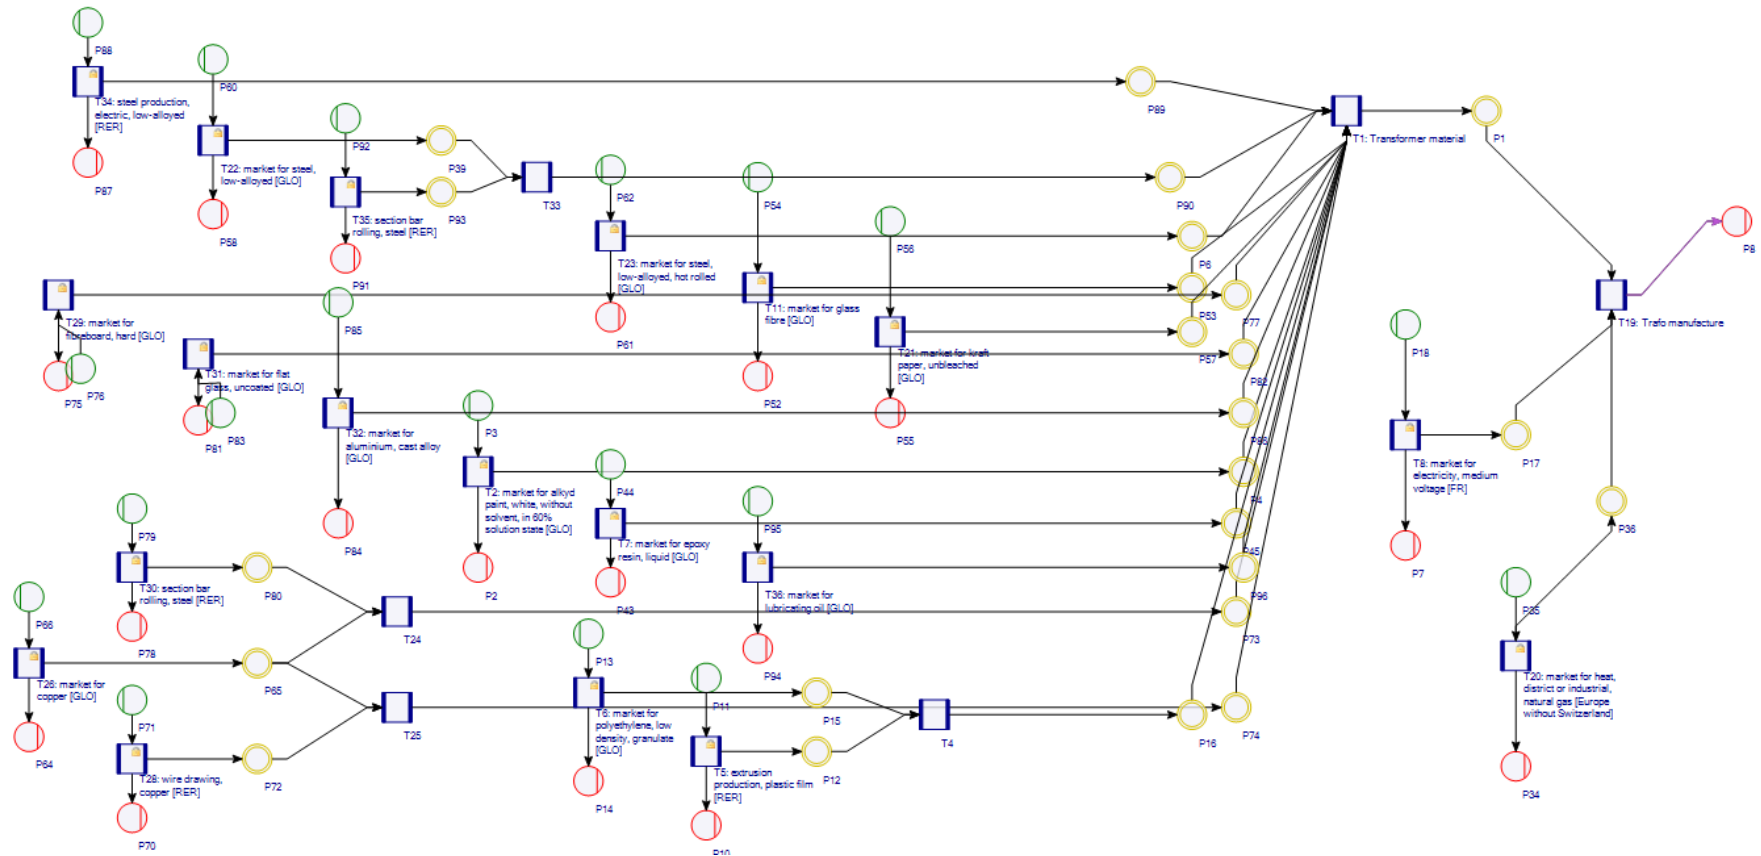 P88
P60
T34: steel production,
electric, low-alloyed
[RER]
P89
P92
T1: Transformer material
P1
T22: market for steel,
low-alloyed [GLO]
P39
P87
P62
P54
T33
P93
P90
T35: section bar
rolling, steel [RER]
P58
P56
P8
T23: market for steel,
low-alloyed, hot rolled
[GLO]
P6
P91
T11: market for glass
fibre [GLO]
P53
P77
T29: market for
fibreboard, hard [GLO]
P85
P61
T19: Trafo manufacture
P18
T21: market for kraft
paper, unbleached
[GLO]
P57
T31: market for flat
glass, uncoated [GLO]
P82
P75
P76
P52
P81
P83
P3
P55
T32: market for
aluminium, cast alloy
[GLO]
P86
P17
T8: market for
electricity, medium
voltage [FR]
P44
T2: market for alkyd
paint, white, without
solvent, in 60%
solution state [GLO]
P4
P95
P36
P79
P84
T7: market for epoxy
resin, liquid [GLO]
P45
P7
T30: section bar
rolling, steel [RER]
P80
P2
P43
T36: market for
lubricating oil [GLO]
P96
P35
P66
T24
P73
P78
P13
P94
T26: market for
copper [GLO]
P65
T20: market for heat,
district or industrial,
natural gas [Europe
without Switzerland]
P11
P71
T25
T6: market for
polyethylene, low
density, granulate
[GLO]
P15
P16
P74
T4
P64
T28: wire drawing,
copper [RER]
P72
T5: extrusion
production, plastic film
[RER]
P12
P14
P34
P70
P10